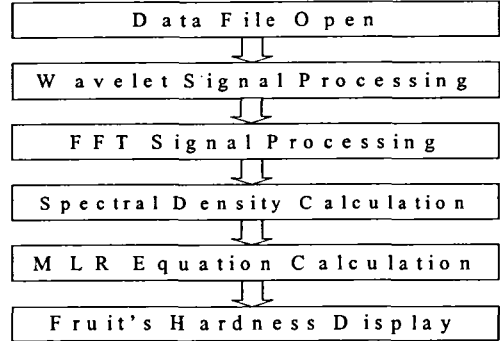 Data File Open
Wavelet Signal Processing
FFT Signal Processing
Spectral Density Calculation
MLR Equation Calculation
Fruit's Hardness Display